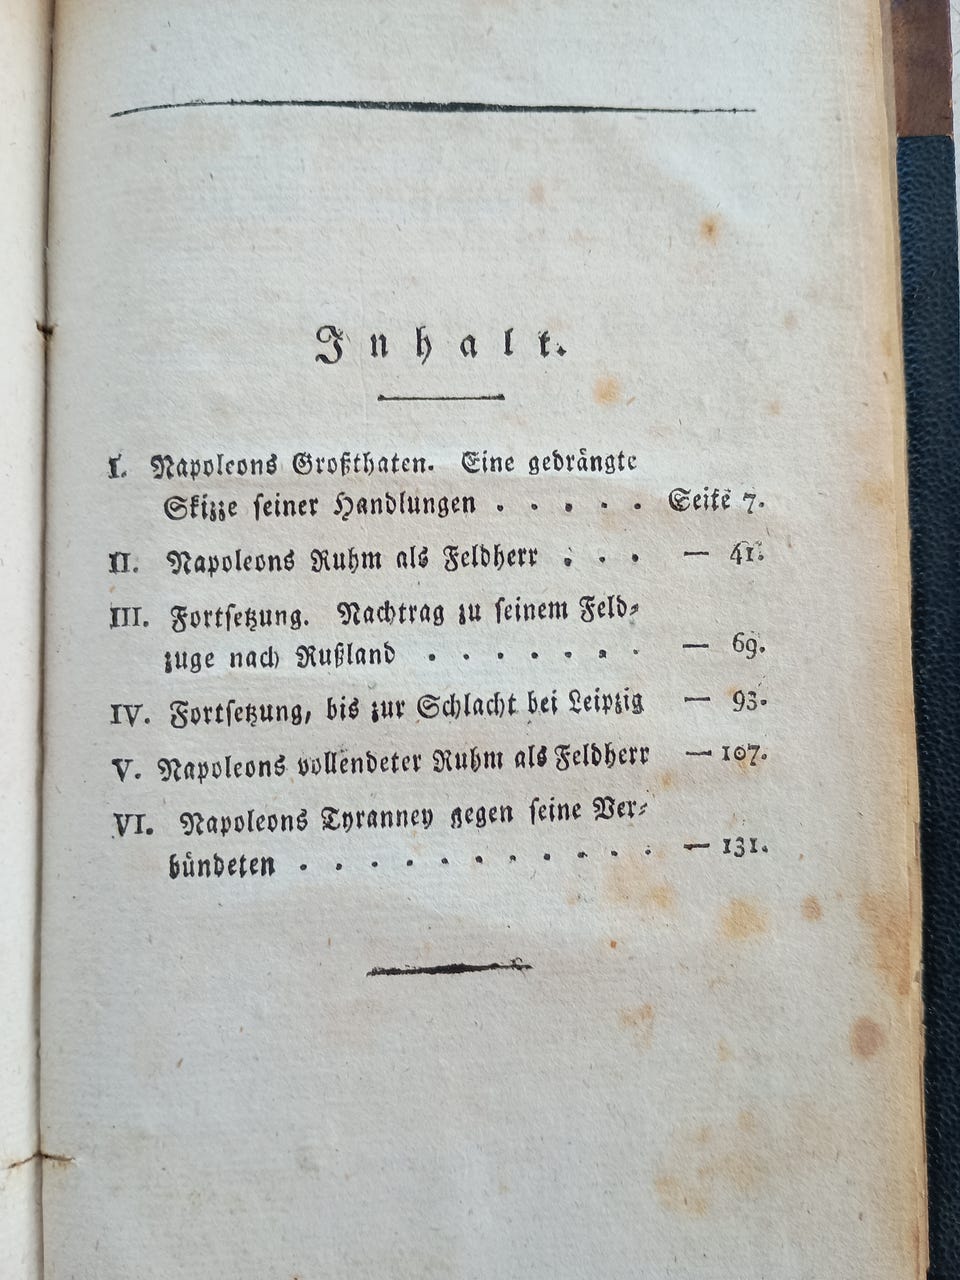 Inhalt.
I. Napoleons Großthaten. Eine gedrängte
Skizze seiner Handlungen . . . . . Seite 7.
II. Napoleons Ruhm als Feldherr . . . — 41.
III. Fortsetzung. Nachtrag zu seinem Feld-
zuge nach Rußland . . . . . . . — 69.
IV. Fortsetzung, bis zur Schlacht bei Leipzig — 93.
V. Napoleons vollendeter Ruhm als Feldherr — 107.
VI. Napoleons Tyranney gegen seine Ver-
bündeten . . . . . . . . . . . — 131.